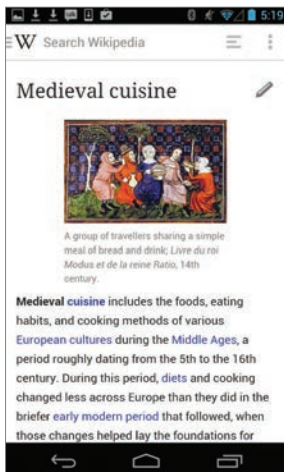 5:19
W Search Wikipedia
Medieval cuisine
A group of travellers sharing a simple
meal of bread and drink; Livre du roi
Modus et de la reine Ratio, 14th
century.
Medieval cuisine includes the foods, eating
habits, and cooking methods of various
European cultures during the Middle Ages, a
period roughly dating from the 5th to the 16th
century. During this period, diets and cooking
changed less across Europe than they did in the
briefer early modern period that followed, when
those changes helped lay the foundations for